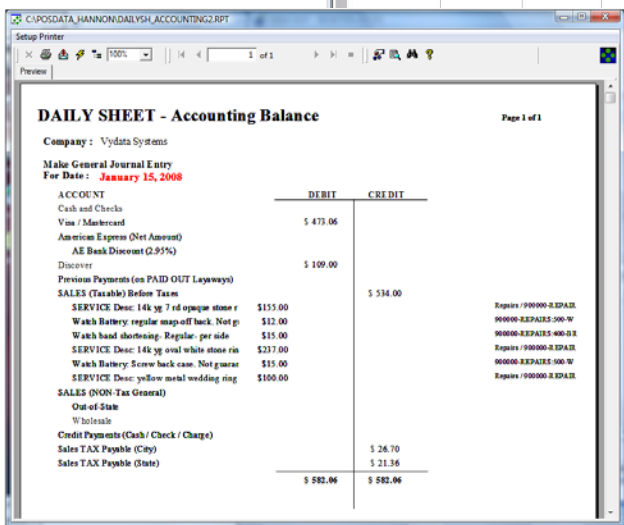 C:\POSDATA_HANNON\DAILYSH_ACCOUNTING2.RPT
Setup Printer
100% 1 of 1
Preview
DAILY SHEET - Accounting Balance Page 1 of 1
Company : Vydata Systems
Make General Journal Entry
For Date : January 15, 2008
ACCOUNT DEBIT CREDIT
Cash and Checks
Visa / Mastercard $ 473.06
American Express (Net Amount)
AE Bank Discount (2.95%)
Discover $ 109.00
Previous Payments (on PAID OUT Layaways)
SALES (Taxable) Before Taxes $ 534.00
SERVICE Desc: 14k yg 7 rd opaque stone r $155.00 Repairs / 900000-REPAIR
Watch Battery: regular snap-off back. Not g $12.00 900000-REPAIRS:500-W
Watch band shortening- Regular- per side $15.00 900000-REPAIRS:400-BR
SERVICE Desc: 14k yg oval white stone rin $237.00 Repairs / 900000-REPAIR
Watch Battery: Screw back case. Not guarat $15.00 900000-REPAIRS:500-W
SERVICE Desc: yellow metal wedding ring $100.00 Repairs / 900000-REPAIR
SALES (NON-Tax General)
Out-of-State
Wholesale
Credit Payments (Cash / Check / Charge)
Sales TAX Payable (City) $ 26.70
Sales TAX Payable (State) $ 21.36
$ 582.06 $ 582.06